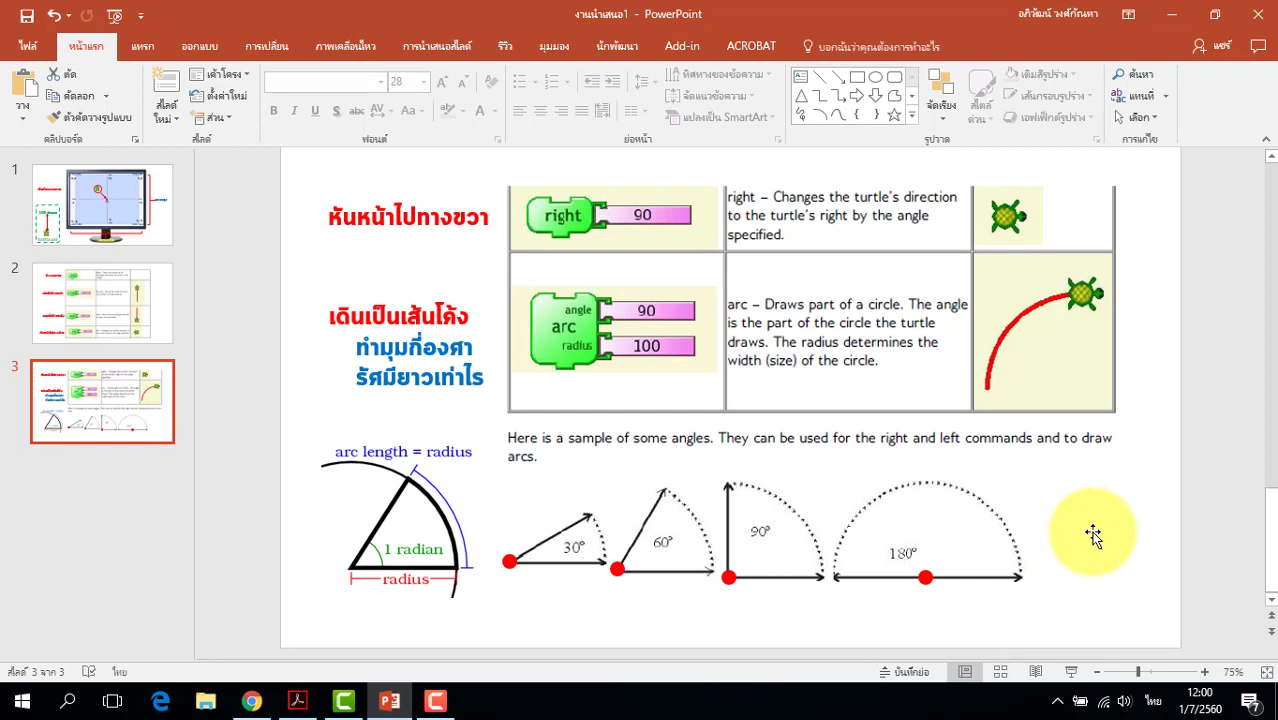 งานนำเสนอ1 - PowerPoint
อภิวัฒน์ วงศ์กัณหา
ไฟล์ หน้าแรก แทรก ออกแบบ การเปลี่ยน ภาพเคลื่อนไหว การนำเสนอสไลด์ รีวิว มุมมอง นักพัฒนา Add-in ACROBAT บอกฉันว่าคุณต้องการทำอะไร แชร์
วาง
ตัด
คัดลอก
ตัวคัดวางรูปแบบ
คลิปบอร์ด
สไลด์ใหม่
เค้าโครง
ตั้งค่าใหม่
ส่วน
สไลด์
28
B I U S abc AV Aa A
ฟอนต์
ทิศทางของข้อความ
จัดแนวข้อความ
แปลงเป็น SmartArt
ย่อหน้า
จัดเรียง
สไตล์ด่วน
เติมสีรูปร่าง
เส้นกรอบรูปร่าง
เอฟเฟ็กต์รูปร่าง
รูปวาด
ค้นหา
แทนที่
เลือก
การแก้ไข
1
2
3
หันหน้าไปทางขวา
right 90
right – Changes the turtle's direction
to the turtle's right by the angle
specified.
เดินเป็นเส้นโค้ง
ทำมุมกี่องศา
รัศมียาวเท่าไร
angle 90
arc
radius 100
arc – Draws part of a circle. The angle
is the part of the circle the turtle
draws. The radius determines the
width (size) of the circle.
Here is a sample of some angles. They can be used for the right and left commands and to draw
arcs.
arc length = radius
1 radian
radius
30°
60°
90°
180°
สไลด์ 3 จาก 3
ไทย
บันทึกย่อ
75%
ไทย
12:00
1/7/2560
7